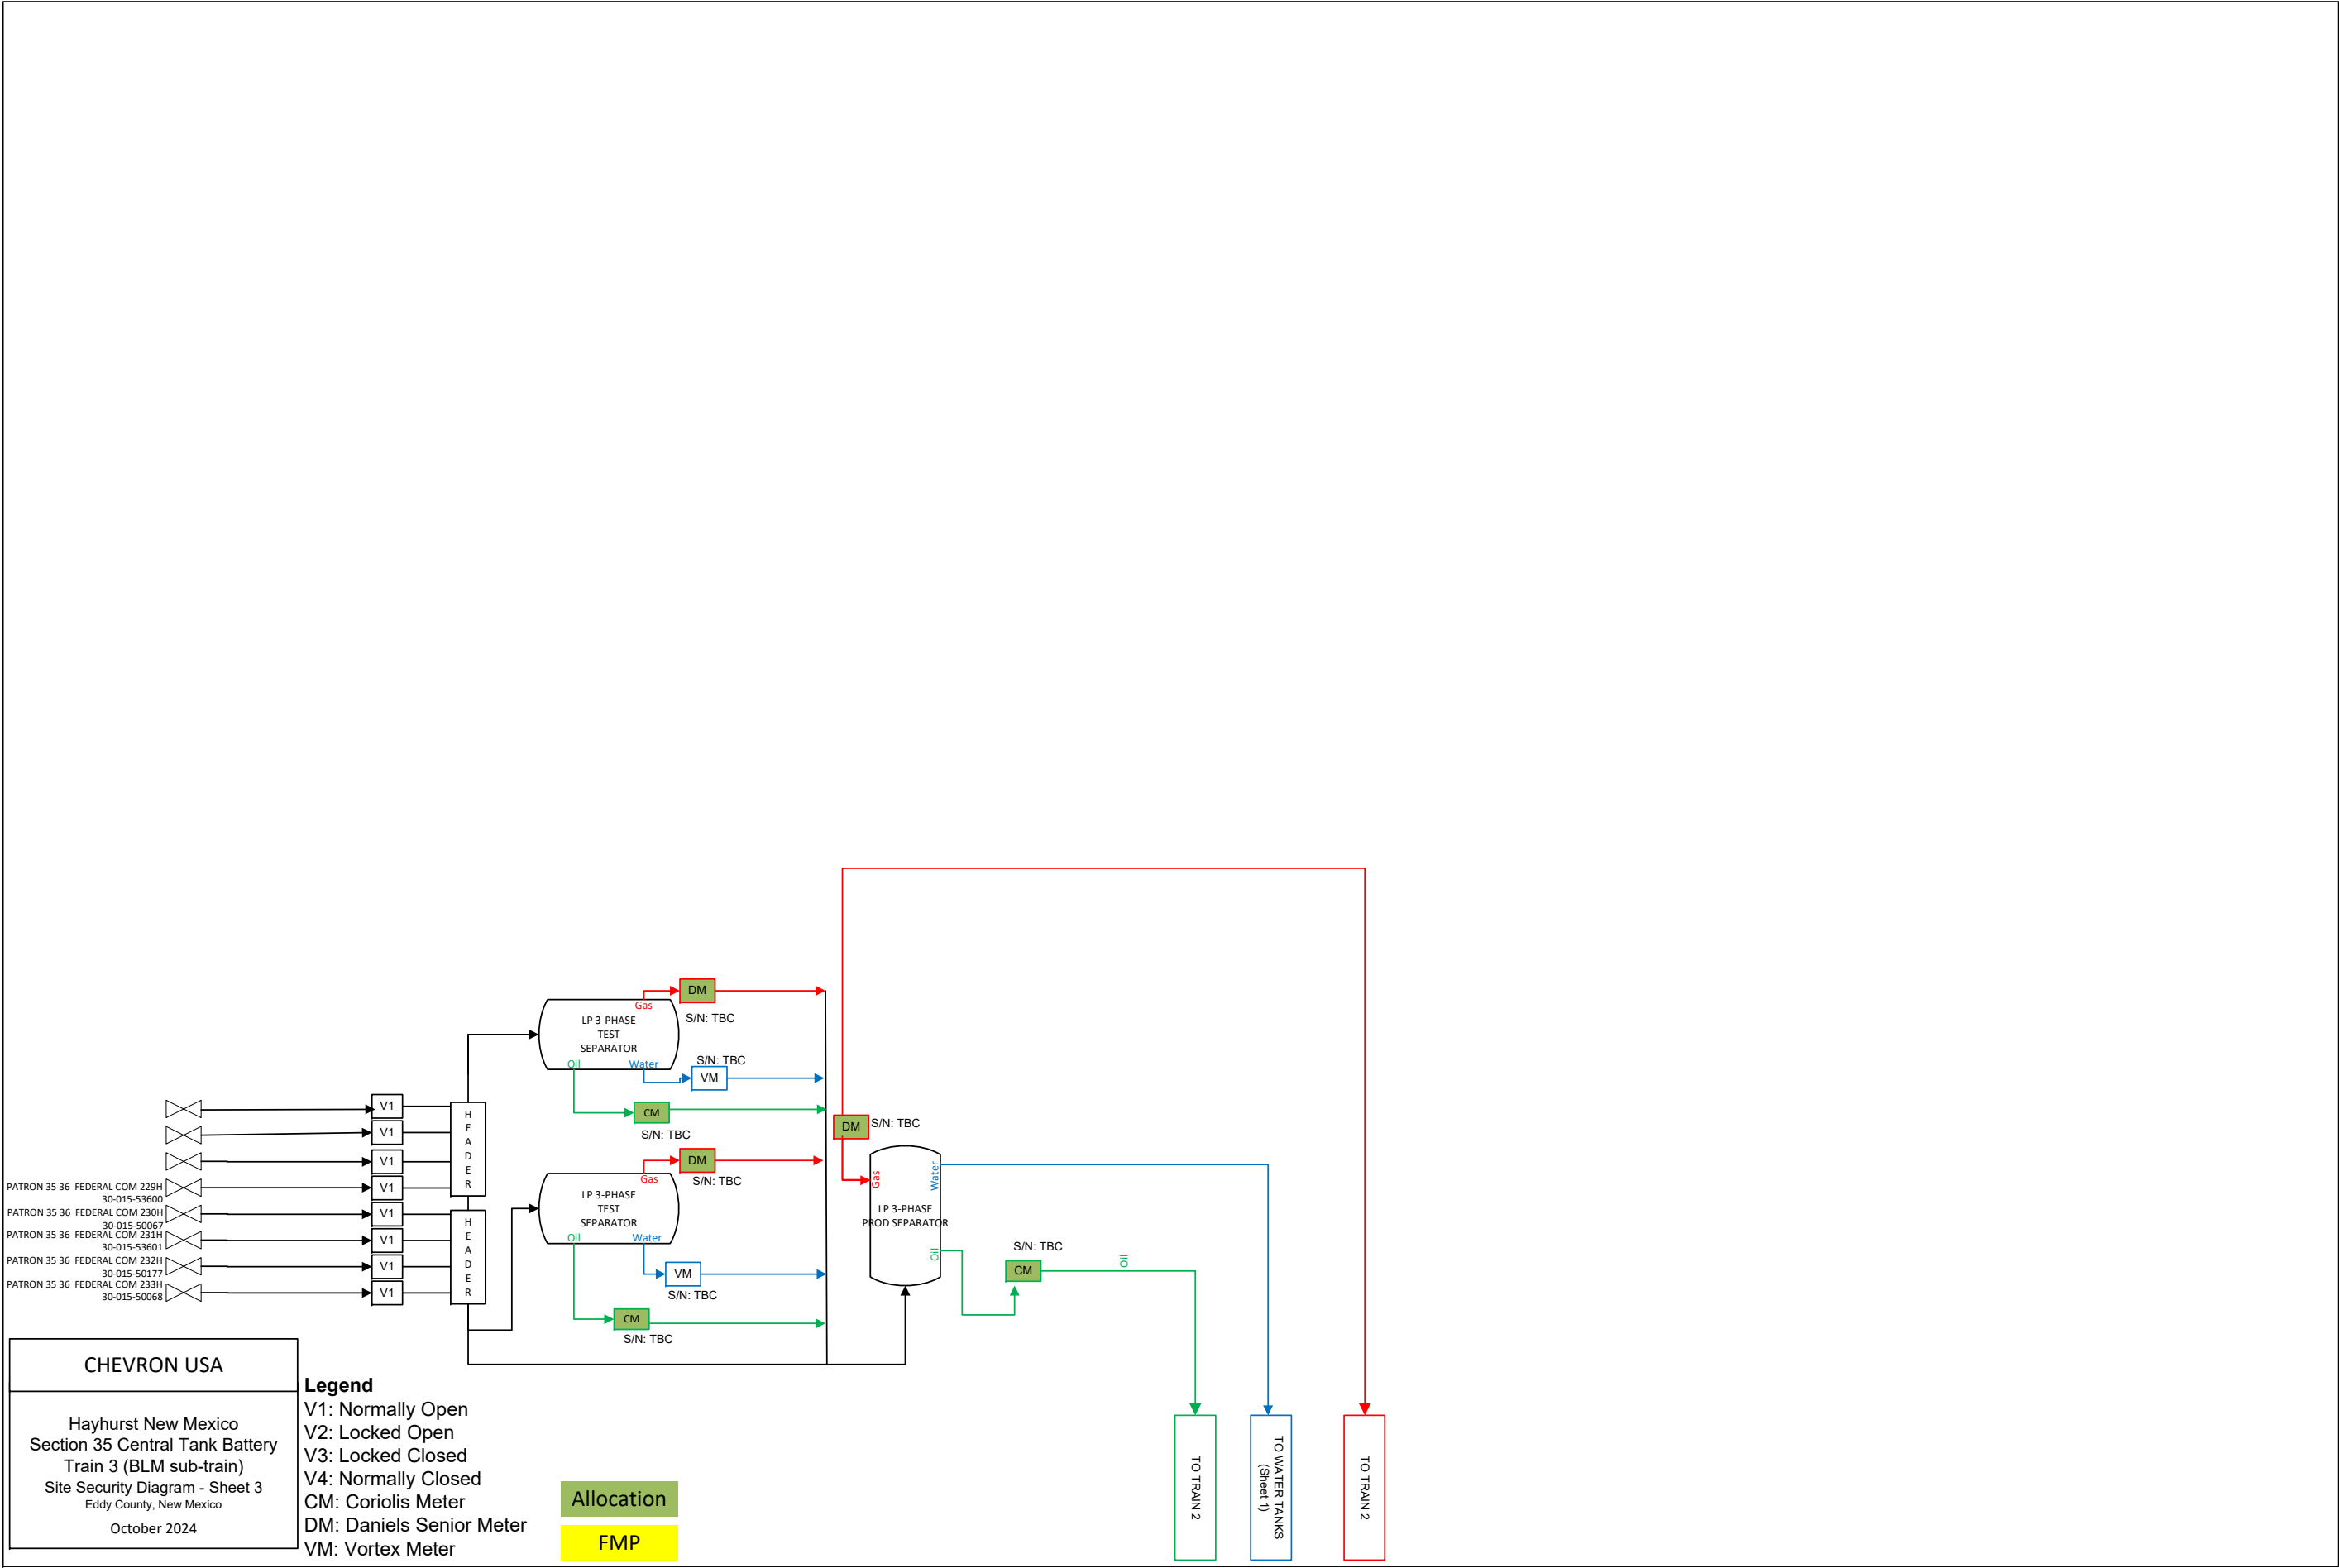 Gas
DM
S/N: TBC
LP 3-PHASE
TEST
SEPARATOR
Oil
Water
S/N: TBC
VM
CM
S/N: TBC
DM
S/N: TBC
V1
V1
V1
V1
V1
V1
V1
V1
HEADER
HEADER
DM
Gas
S/N: TBC
LP 3-PHASE
TEST
SEPARATOR
Oil
Water
VM
S/N: TBC
CM
S/N: TBC
Gas
Water
LP 3-PHASE
PROD SEPARATOR
Oil
S/N: TBC
CM
Oil
PATRON 35 36 FEDERAL COM 229H
30-015-53600
PATRON 35 36 FEDERAL COM 230H
30-015-50067
PATRON 35 36 FEDERAL COM 231H
30-015-53601
PATRON 35 36 FEDERAL COM 232H
30-015-50177
PATRON 35 36 FEDERAL COM 233H
30-015-50068
CHEVRON USA
Hayhurst New Mexico
Section 35 Central Tank Battery
Train 3 (BLM sub-train)
Site Security Diagram - Sheet 3
Eddy County, New Mexico
October 2024
Legend
V1: Normally Open
V2: Locked Open
V3: Locked Closed
V4: Normally Closed
CM: Coriolis Meter
DM: Daniels Senior Meter
VM: Vortex Meter
Allocation
FMP
TO TRAIN 2
TO WATER TANKS
(Sheet 1)
TO TRAIN 2